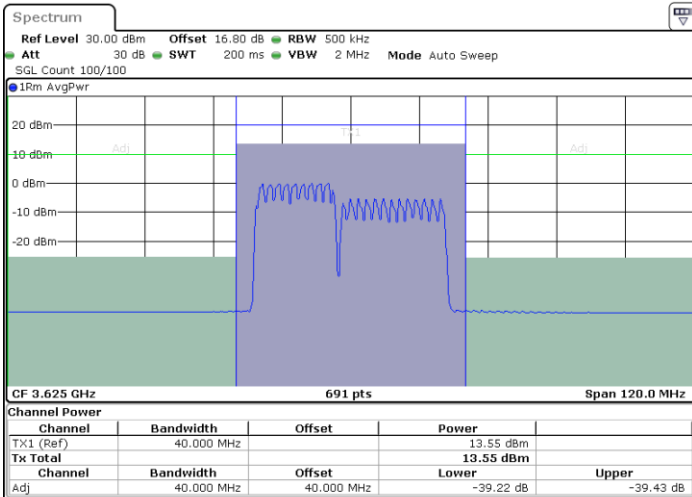 Spectrum
Ref Level 30.00 dBm Offset 16.80 dB RBW 500 kHz
Att 30 dB SWT 200 ms VBW 2 MHz Mode Auto Sweep
SGL Count 100/100
1Rm AvgPwr
20 dBm
TX1
Adj
Adj
10 dBm
0 dBm
-10 dBm
-20 dBm
CF 3.625 GHz 691 pts Span 120.0 MHz
Channel Power
Channel Bandwidth Offset Power
TX1 (Ref) 40.000 MHz 13.55 dBm
Tx Total 13.55 dBm
Channel Bandwidth Offset Lower Upper
Adj 40.000 MHz 40.000 MHz -39.22 dB -39.43 dB